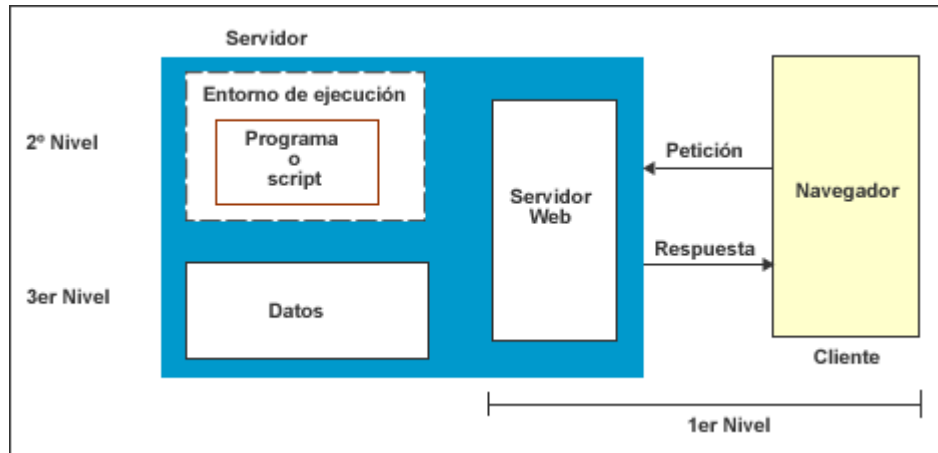 Servidor
Entorno de ejecución
Programa
o
script
2º Nivel
Servidor
Web
Petición
Navegador
Respuesta
3er Nivel
Datos
Cliente
1er Nivel